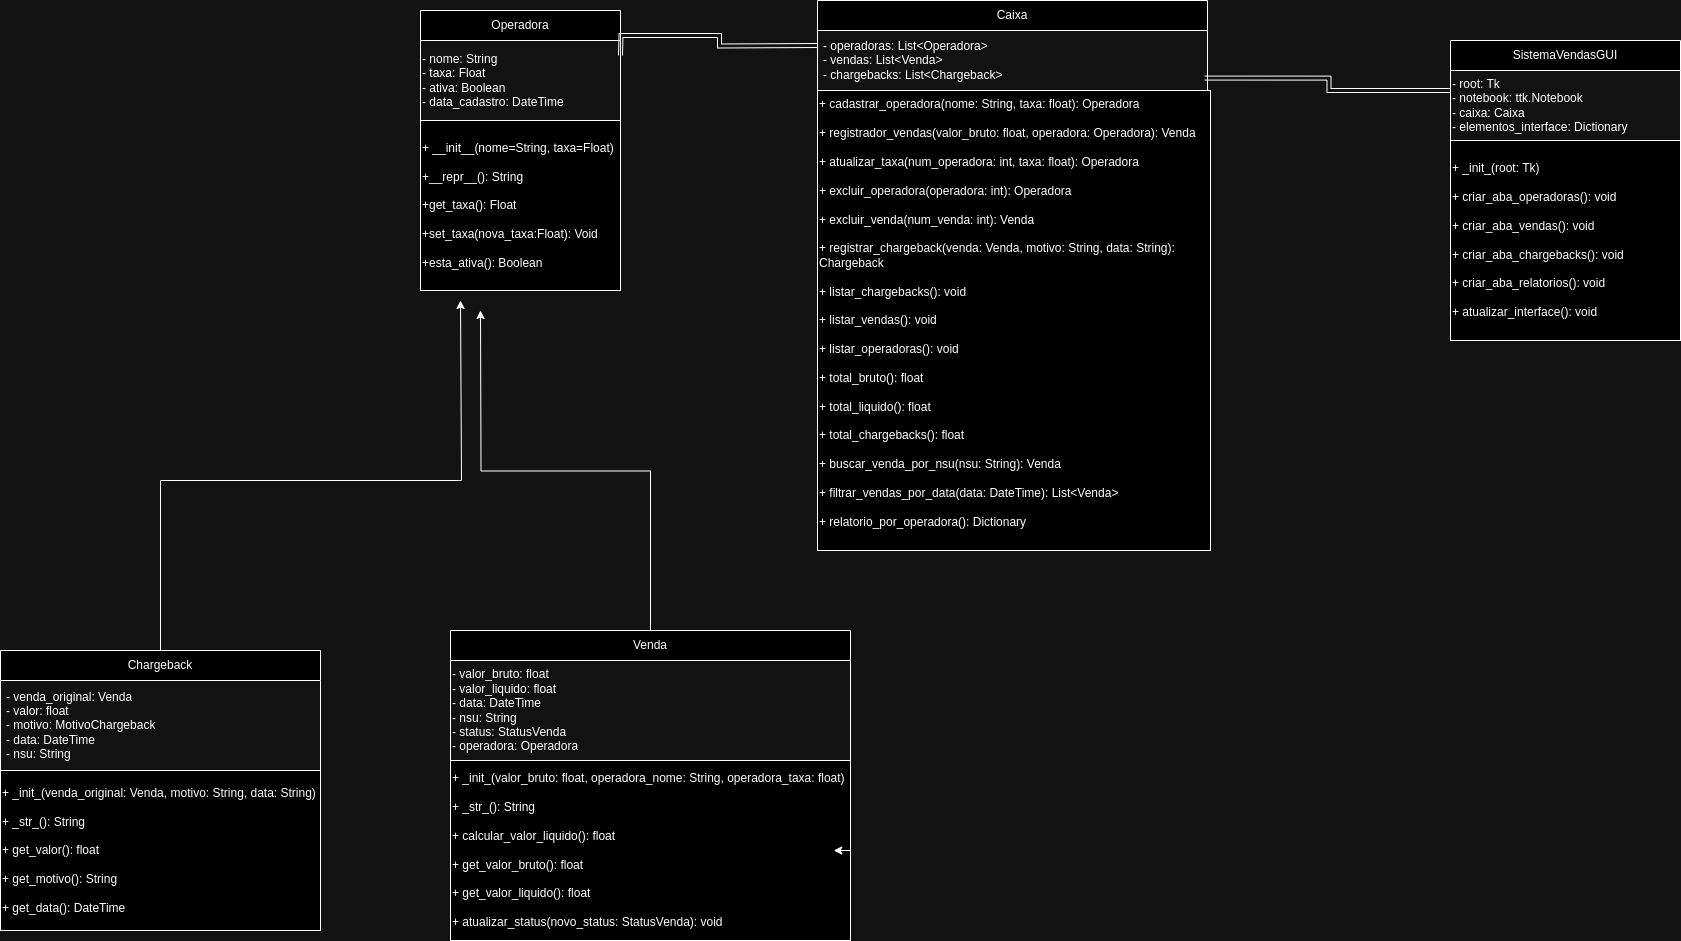 Operadora
- nome: String
- taxa: Float
- ativa: Boolean
- data_cadastro: DateTime
+ __init__(nome=String, taxa=Float)
+__repr__(): String
+get_taxa(): Float
+set_taxa(nova_taxa:Float): Void
+esta_ativa(): Boolean
Caixa
- operadoras: List<Operadora>
- vendas: List<Venda>
- chargebacks: List<Chargeback>
+ cadastrar_operadora(nome: String, taxa: float): Operadora
+ registrador_vendas(valor_bruto: float, operadora: Operadora): Venda
+ atualizar_taxa(num_operadora: int, taxa: float): Operadora
+ excluir_operadora(operadora: int): Operadora
+ excluir_venda(num_venda: int): Venda
+ registrar_chargeback(venda: Venda, motivo: String, data: String):
Chargeback
+ listar_chargebacks(): void
+ listar_vendas(): void
+ listar_operadoras(): void
+ total_bruto(): float
+ total_liquido(): float
+ total_chargebacks(): float
+ buscar_venda_por_nsu(nsu: String): Venda
+ filtrar_vendas_por_data(data: DateTime): List<Venda>
+ relatorio_por_operadora(): Dictionary
SistemaVendasGUI
- root: Tk
- notebook: ttk.Notebook
- caixa: Caixa
- elementos_interface: Dictionary
+ _init_(root: Tk)
+ criar_aba_operadoras(): void
+ criar_aba_vendas(): void
+ criar_aba_chargebacks(): void
+ criar_aba_relatorios(): void
+ atualizar_interface(): void
Chargeback
- venda_original: Venda
- valor: float
- motivo: MotivoChargeback
- data: DateTime
- nsu: String
+ _init_(venda_original: Venda, motivo: String, data: String)
+ _str_(): String
+ get_valor(): float
+ get_motivo(): String
+ get_data(): DateTime
Venda
- valor_bruto: float
- valor_liquido: float
- data: DateTime
- nsu: String
- status: StatusVenda
- operadora: Operadora
+ _init_(valor_bruto: float, operadora_nome: String, operadora_taxa: float)
+ _str_(): String
+ calcular_valor_liquido(): float
+ get_valor_bruto(): float
+ get_valor_liquido(): float
+ atualizar_status(novo_status: StatusVenda): void